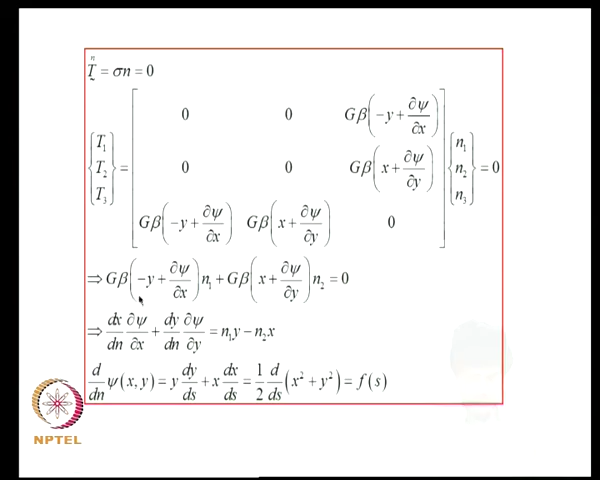 T̰ⁿ = σn = 0
{T₁ T₂ T₃} = [0 0 Gβ(−y + ∂ψ/∂x)
0 0 Gβ(x + ∂ψ/∂y)
Gβ(−y + ∂ψ/∂x) Gβ(x + ∂ψ/∂y) 0] {n₁ n₂ n₃} = 0
⇒ Gβ(−y + ∂ψ/∂x)n₁ + Gβ(x + ∂ψ/∂y)n₂ = 0
⇒ dx/dn ∂ψ/∂x + dy/dn ∂ψ/∂y = n₁y − n₂x
d/dn ψ(x, y) = y dy/ds + x dx/ds = 1/2 d/ds (x² + y²) = f(s)
NPTEL